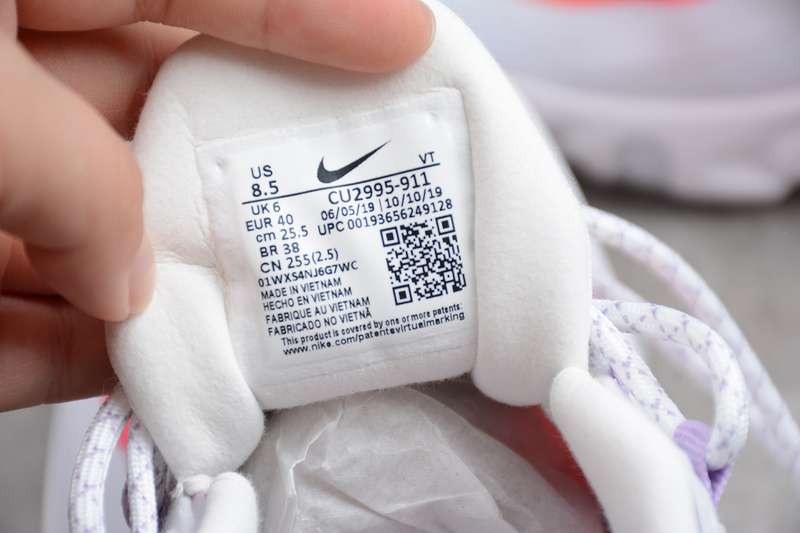 US
8.5
VT
CU2995-911
UK 6
06/05/19 | 10/10/19
EUR 40
UPC 00193656249128
cm 25.5
BR 38
CN 255(2.5)
01WXS4NJ6G7WC
MADE IN VIETNAM
HECHO EN VIETNAM
FABRIQUE AU VIETNAM
FABRICADO NO VIETNÃ
This product is covered by one or more patents:
www.nike.com/patentsvirtualmarking